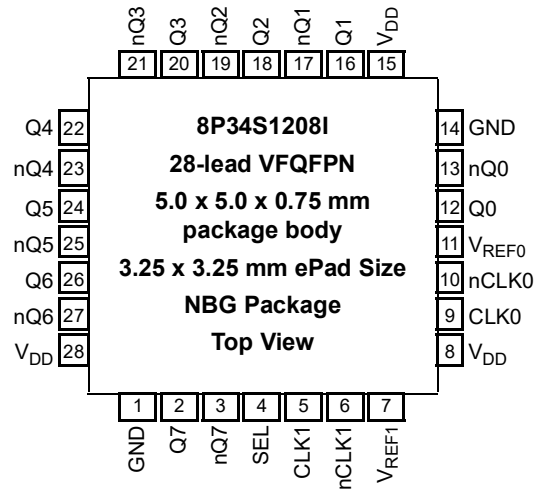 nQ3 Q3 nQ2 Q2 nQ1 Q1 VDD
21 20 19 18 17 16 15
Q4 22
nQ4 23
Q5 24
nQ5 25
Q6 26
nQ6 27
VDD 28
8P34S1208I
28-lead VFQFPN
5.0 x 5.0 x 0.75 mm
package body
3.25 x 3.25 mm ePad Size
NBG Package
Top View
14 GND
13 nQ0
12 Q0
11 VREF0
10 nCLK0
9 CLK0
8 VDD
1 2 3 4 5 6 7
GND Q7 nQ7 SEL CLK1 nCLK1 VREF1